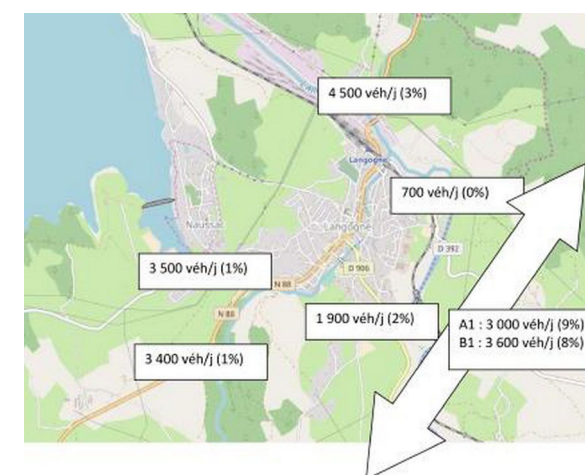 4 500 véh/j (3%)
Langogne
700 véh/j (0%)
Naussac
Langogne
D 392
3 500 véh/j (1%)
D 906
N 88
N 88
1 900 véh/j (2%)
A1 : 3 000 véh/j (9%)
B1 : 3 600 véh/j (8%)
3 400 véh/j (1%)